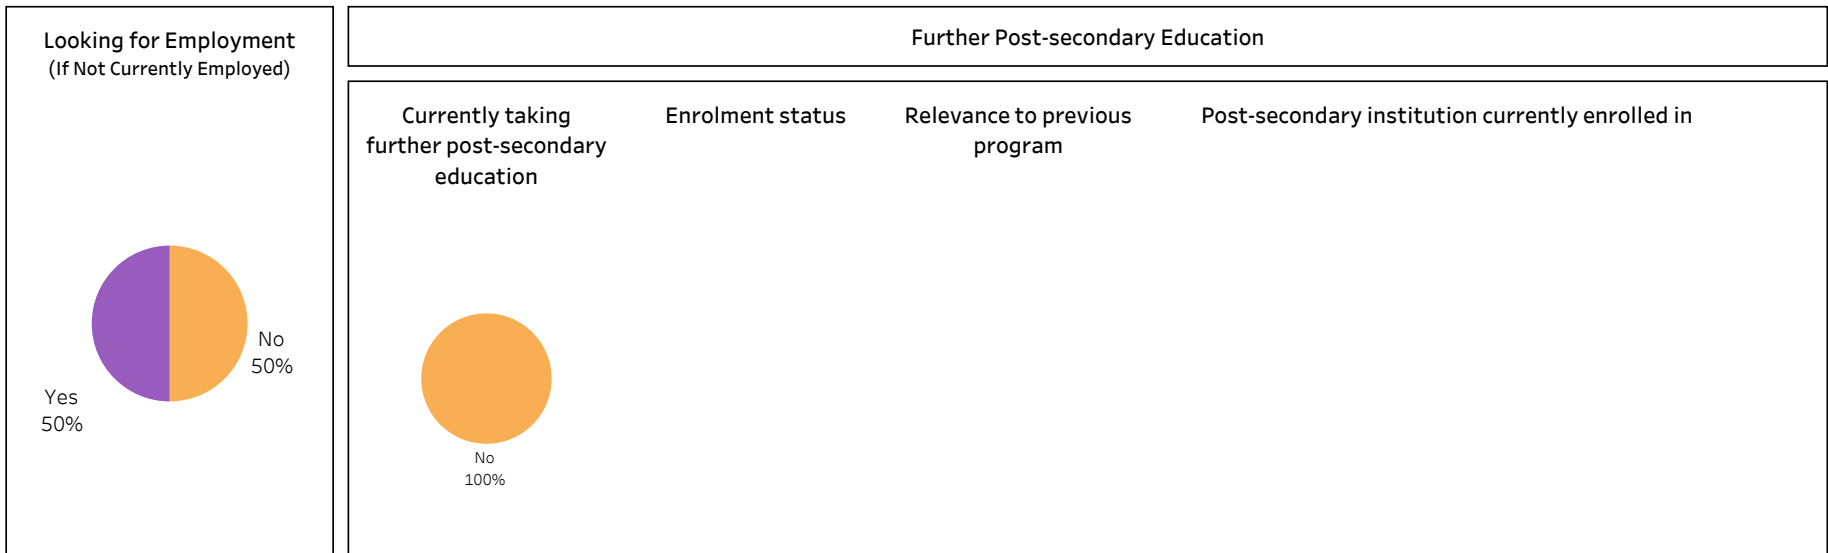 Looking for Employment
(If Not Currently Employed)
No
50%
Yes
50%
Further Post-secondary Education
Currently taking
further post-secondary
education
Enrolment status
Relevance to previous
program
Post-secondary institution currently enrolled in
No
100%